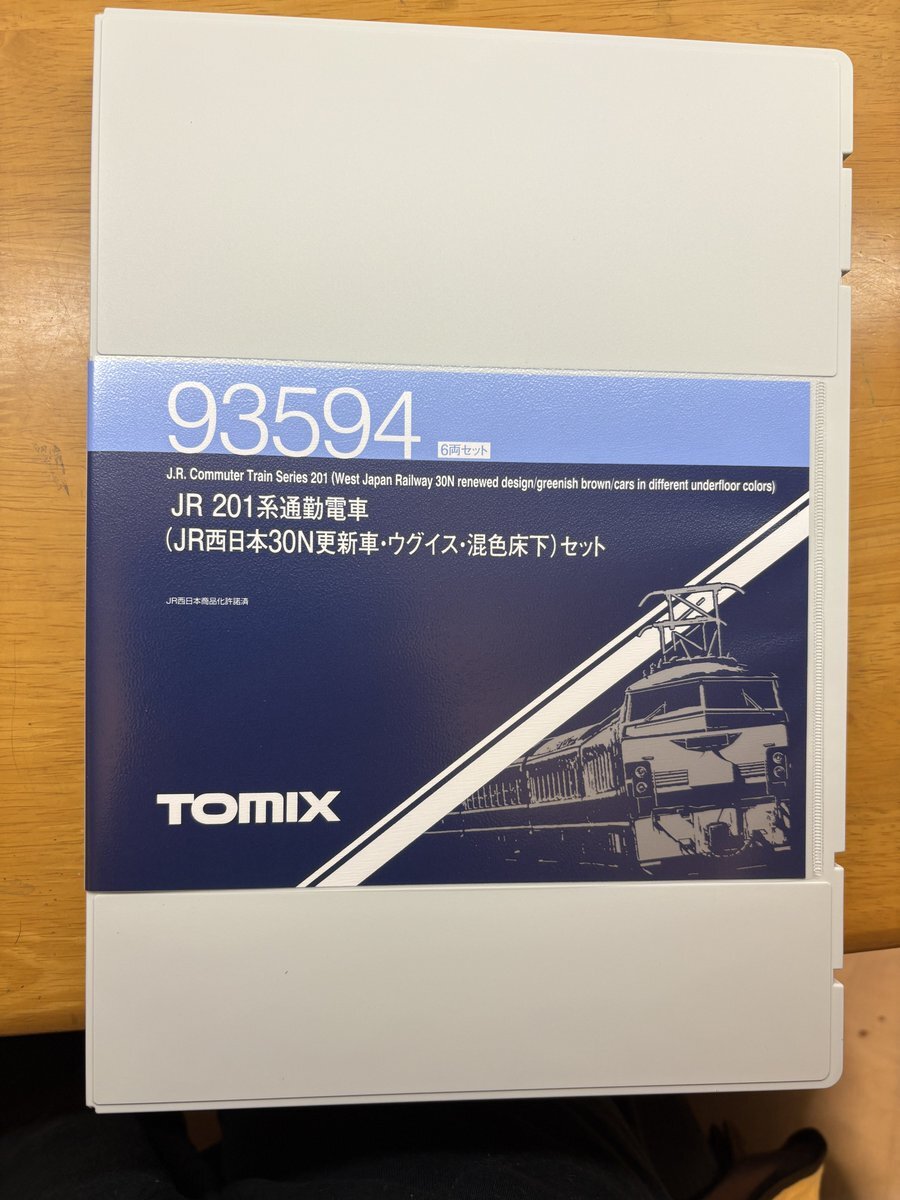 93594
6両セット
J.R. Commuter Train Series 201 (West Japan Railway 30N renewed design/greenish brown/cars in different underfloor colors)
JR 201系通勤電車
(JR西日本30N更新車・ウグイス・混色床下)セット
JR西日本商品化許諾済
TOMIX